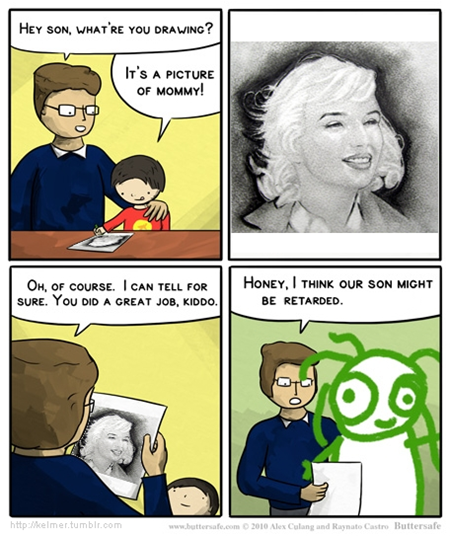 Hey son, what're you drawing?
It's a picture
of mommy!
Oh, of course. I can tell for
sure. You did a great job, kiddo.
Honey, I think our son might
be retarded.
http://kelmer.tumblr.com
www.buttersafe.com © 2010 Alex Culang and Raynato Castro Buttersafe